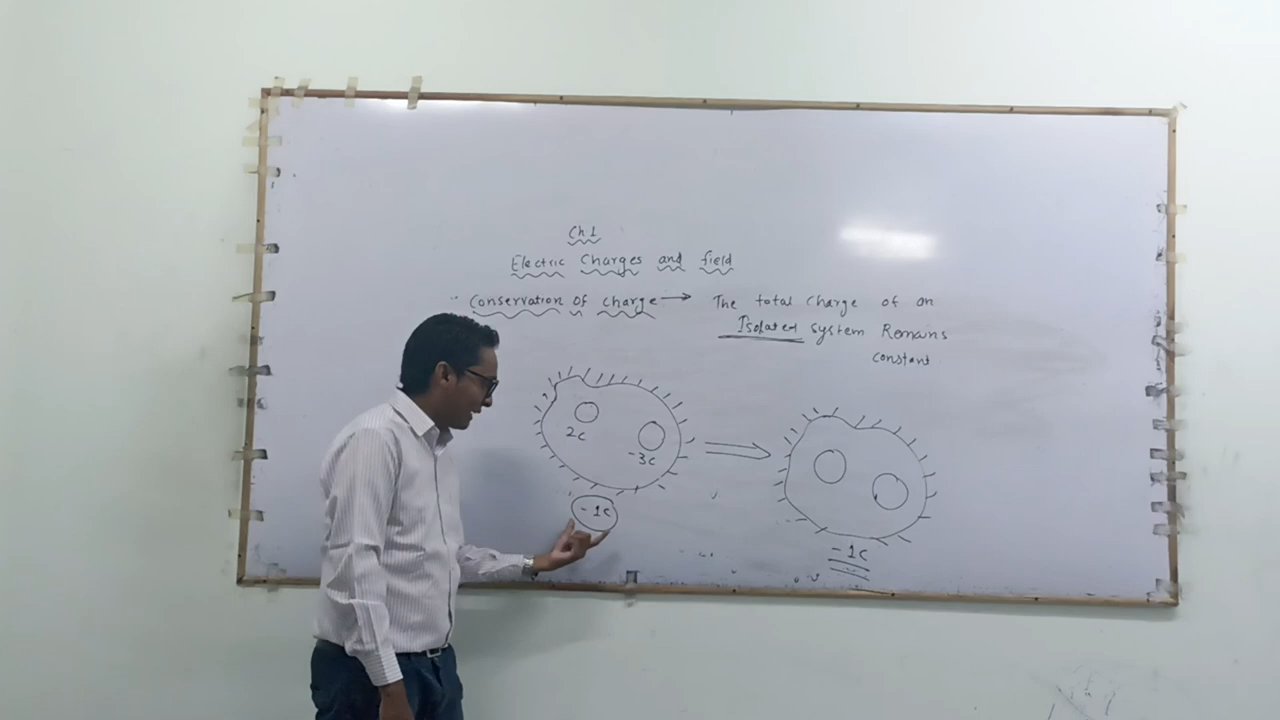 Ch 1
Electric Charges and field
Conservation of charge → The total charge of an
Isolated system Remains
constant
2c
-3c
-1c
-1c